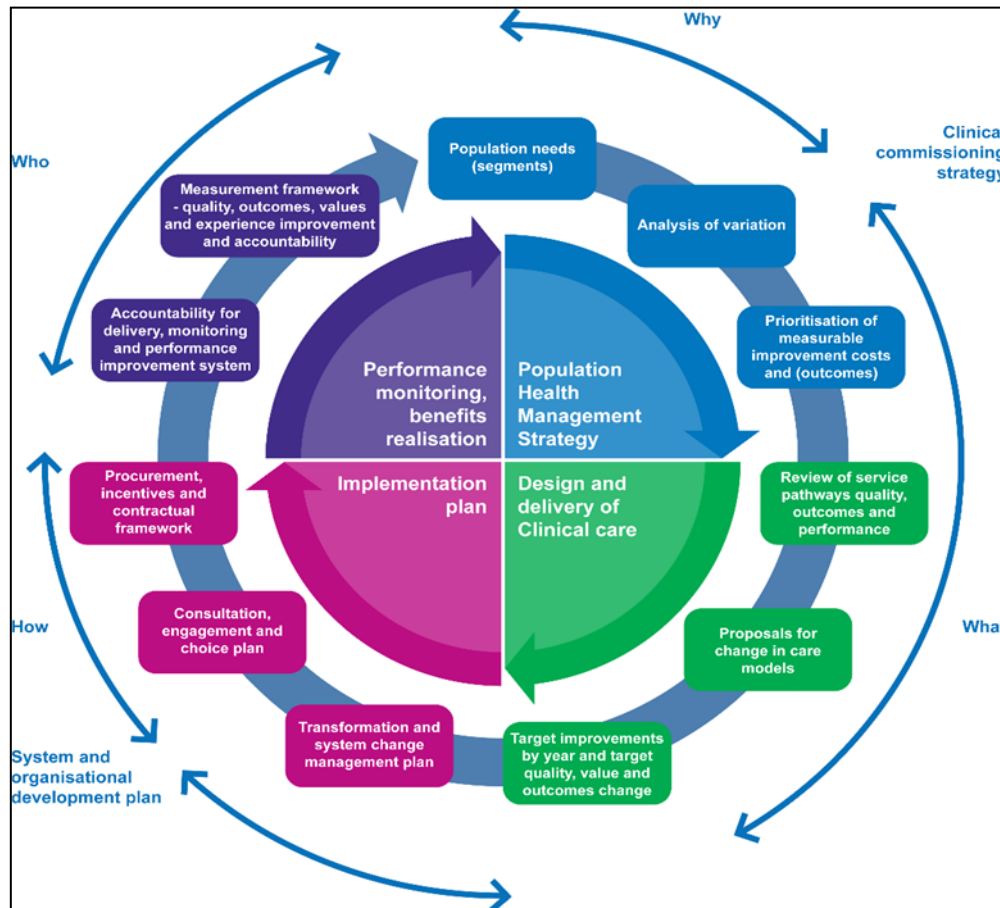 Why
Clinical
commissioning
strategy
What
Who
How
System and
organisational
development plan
Population needs
(segments)
Analysis of variation
Prioritisation of
measurable
improvement costs
and (outcomes)
Review of service
pathways quality,
outcomes and
performance
Proposals for
change in care
models
Target improvements
by year and target
quality, value and
outcomes change
Transformation and
system change
management plan
Consultation,
engagement and
choice plan
Procurement,
incentives and
contractual
framework
Accountability for
delivery, monitoring
and performance
improvement system
Measurement framework
- quality, outcomes, values
and experience improvement
and accountability
Performance
monitoring,
benefits
realisation
Population
Health
Management
Strategy
Implementation
plan
Design and
delivery of
Clinical care